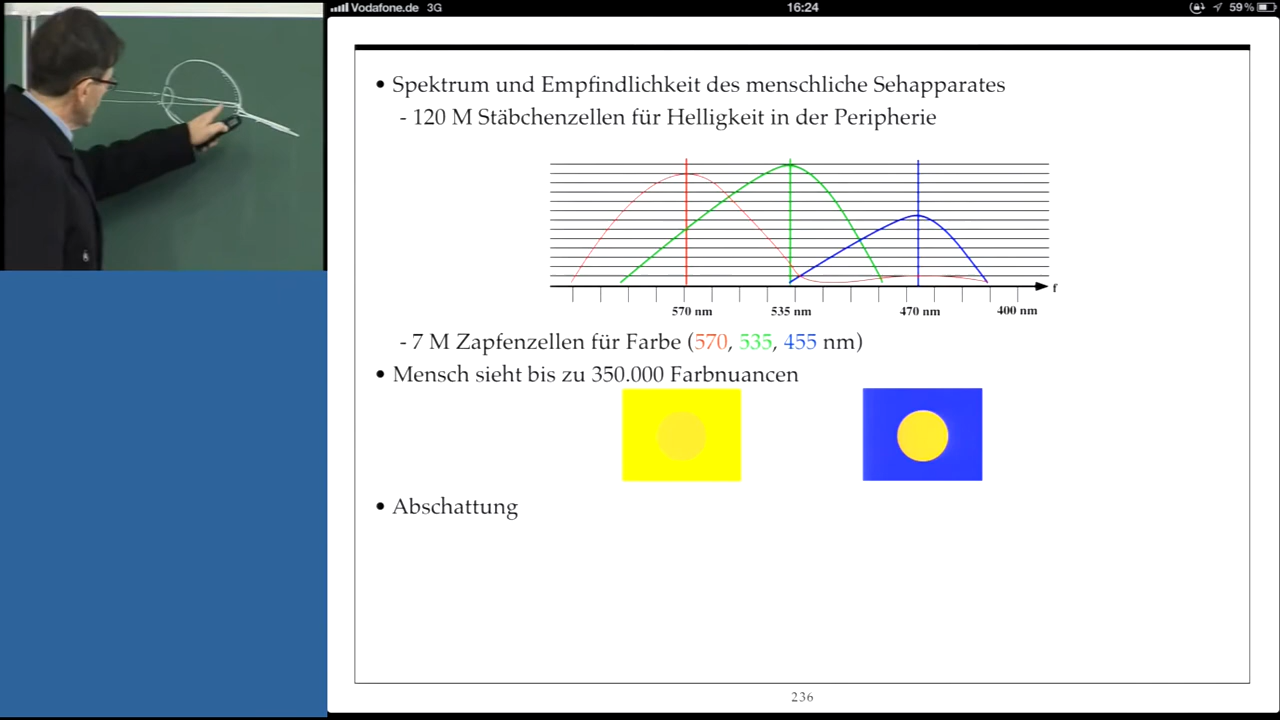 Vodafone.de 3G 16:24 59 %
• Spektrum und Empfindlichkeit des menschliche Sehapparates
- 120 M Stäbchenzellen für Helligkeit in der Peripherie
f
570 nm 535 nm 470 nm 400 nm
- 7 M Zapfenzellen für Farbe (570, 535, 455 nm)
• Mensch sieht bis zu 350.000 Farbnuancen
• Abschattung
236